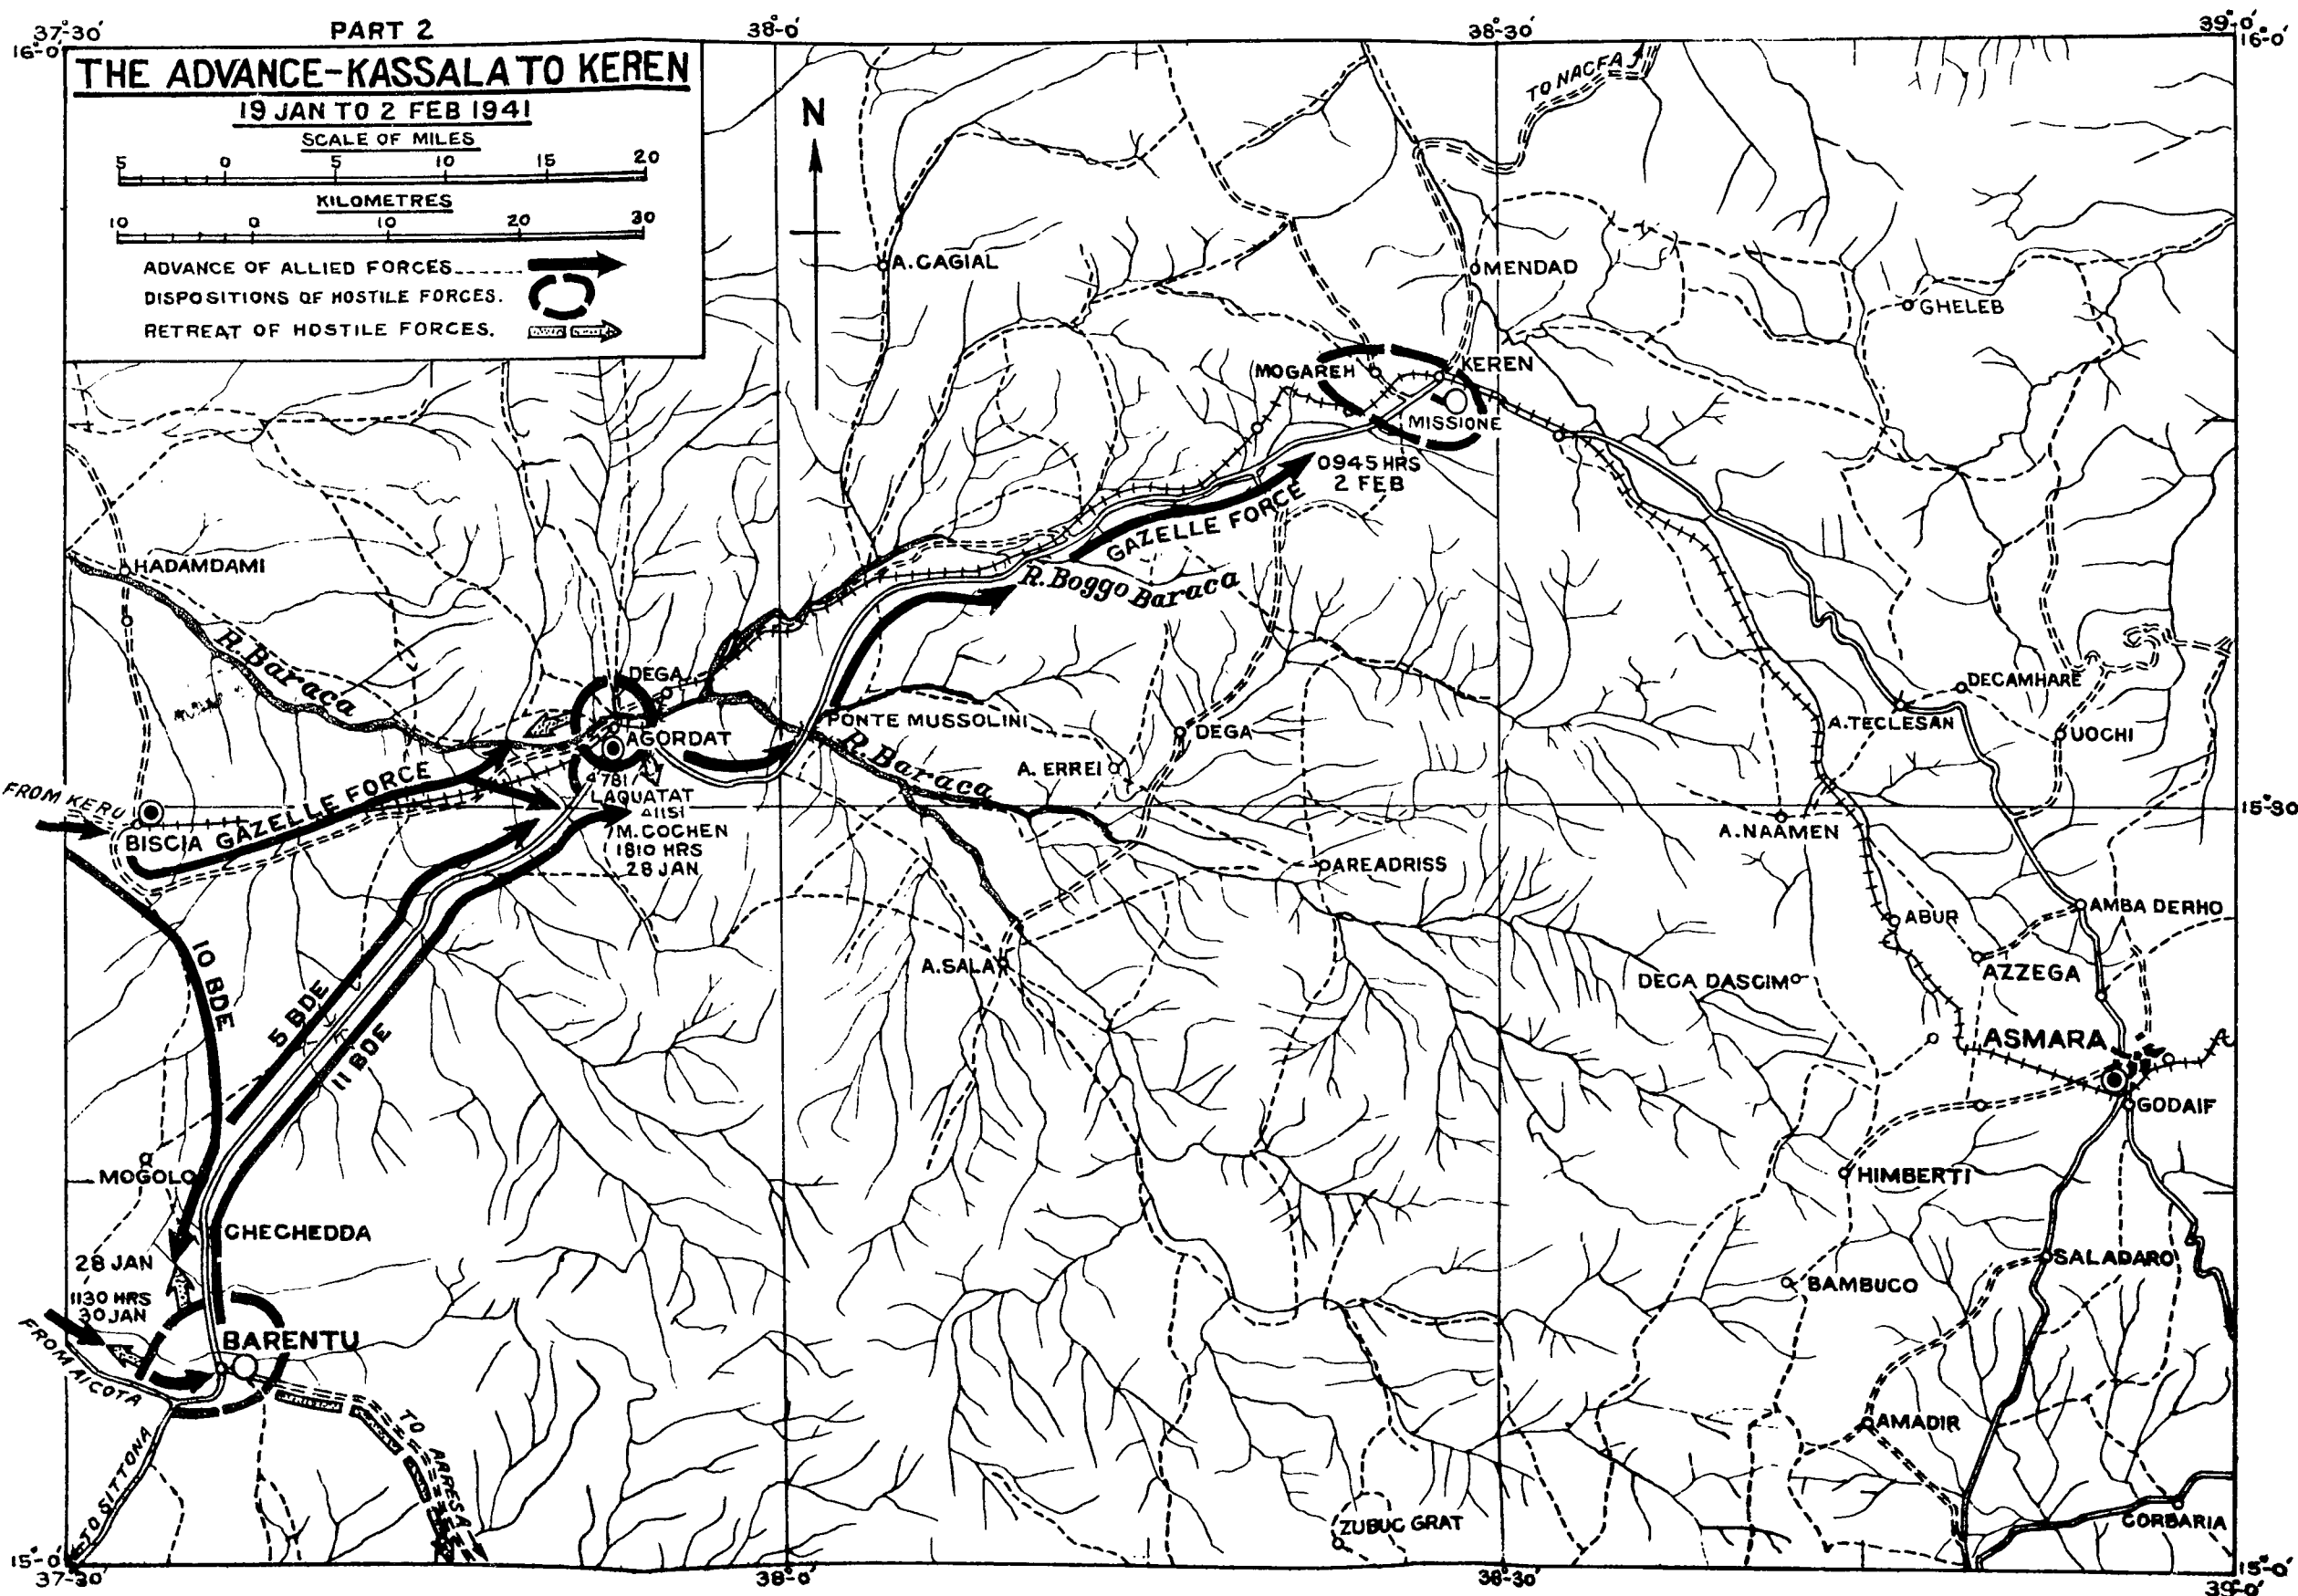 PART 2
THE ADVANCE-KASSALA TO KEREN
19 JAN TO 2 FEB 1941
SCALE OF MILES
5 0 5 10 15 20
KILOMETRES
10 0 10 20 30
ADVANCE OF ALLIED FORCES
DISPOSITIONS OF HOSTILE FORCES.
RETREAT OF HOSTILE FORCES.
37°-30'
16°-0'
38°-0'
38°-30'
39°-0'
16°-0'
N
TO NACFA
A. CAGIAL
MENDAD
GHELEB
MOGAREH
KEREN
MISSIONE
0945 HRS
2 FEB
GAZELLE FORCE
R. Boggo Baraca
HADAMDAMI
R. Baraca
DEGA
AGORDAT
PONTE MUSSOLINI
R. Baraca
DEGA
A. ERREI
DECAMHARE
A. TECLESAN
UOCHI
FROM KERU
BISCIA
GAZELLE FORCE
781
LAQUATAT
1151
M. COCHEN
1810 HRS
28 JAN
15°-30'
A. NAAMEN
AREADRISS
ABUR
AMBA DERHO
AZZEGA
10 BDE
5 BDE
11 BDE
A. SALA
DECA DASCIM
ASMARA
GODAIF
MOGOLO
HIMBERTI
CHECHEDDA
28 JAN
SALADARO
BAMBUCO
1130 HRS
30 JAN
FROM AICOTA
BARENTU
TO SITTONA
TO ARRESA
AMADIR
ZUBUC GRAT
CORBARIA
15°-0'
37°-30'
38°-0'
38°-30'
15°-0'
39°-0'